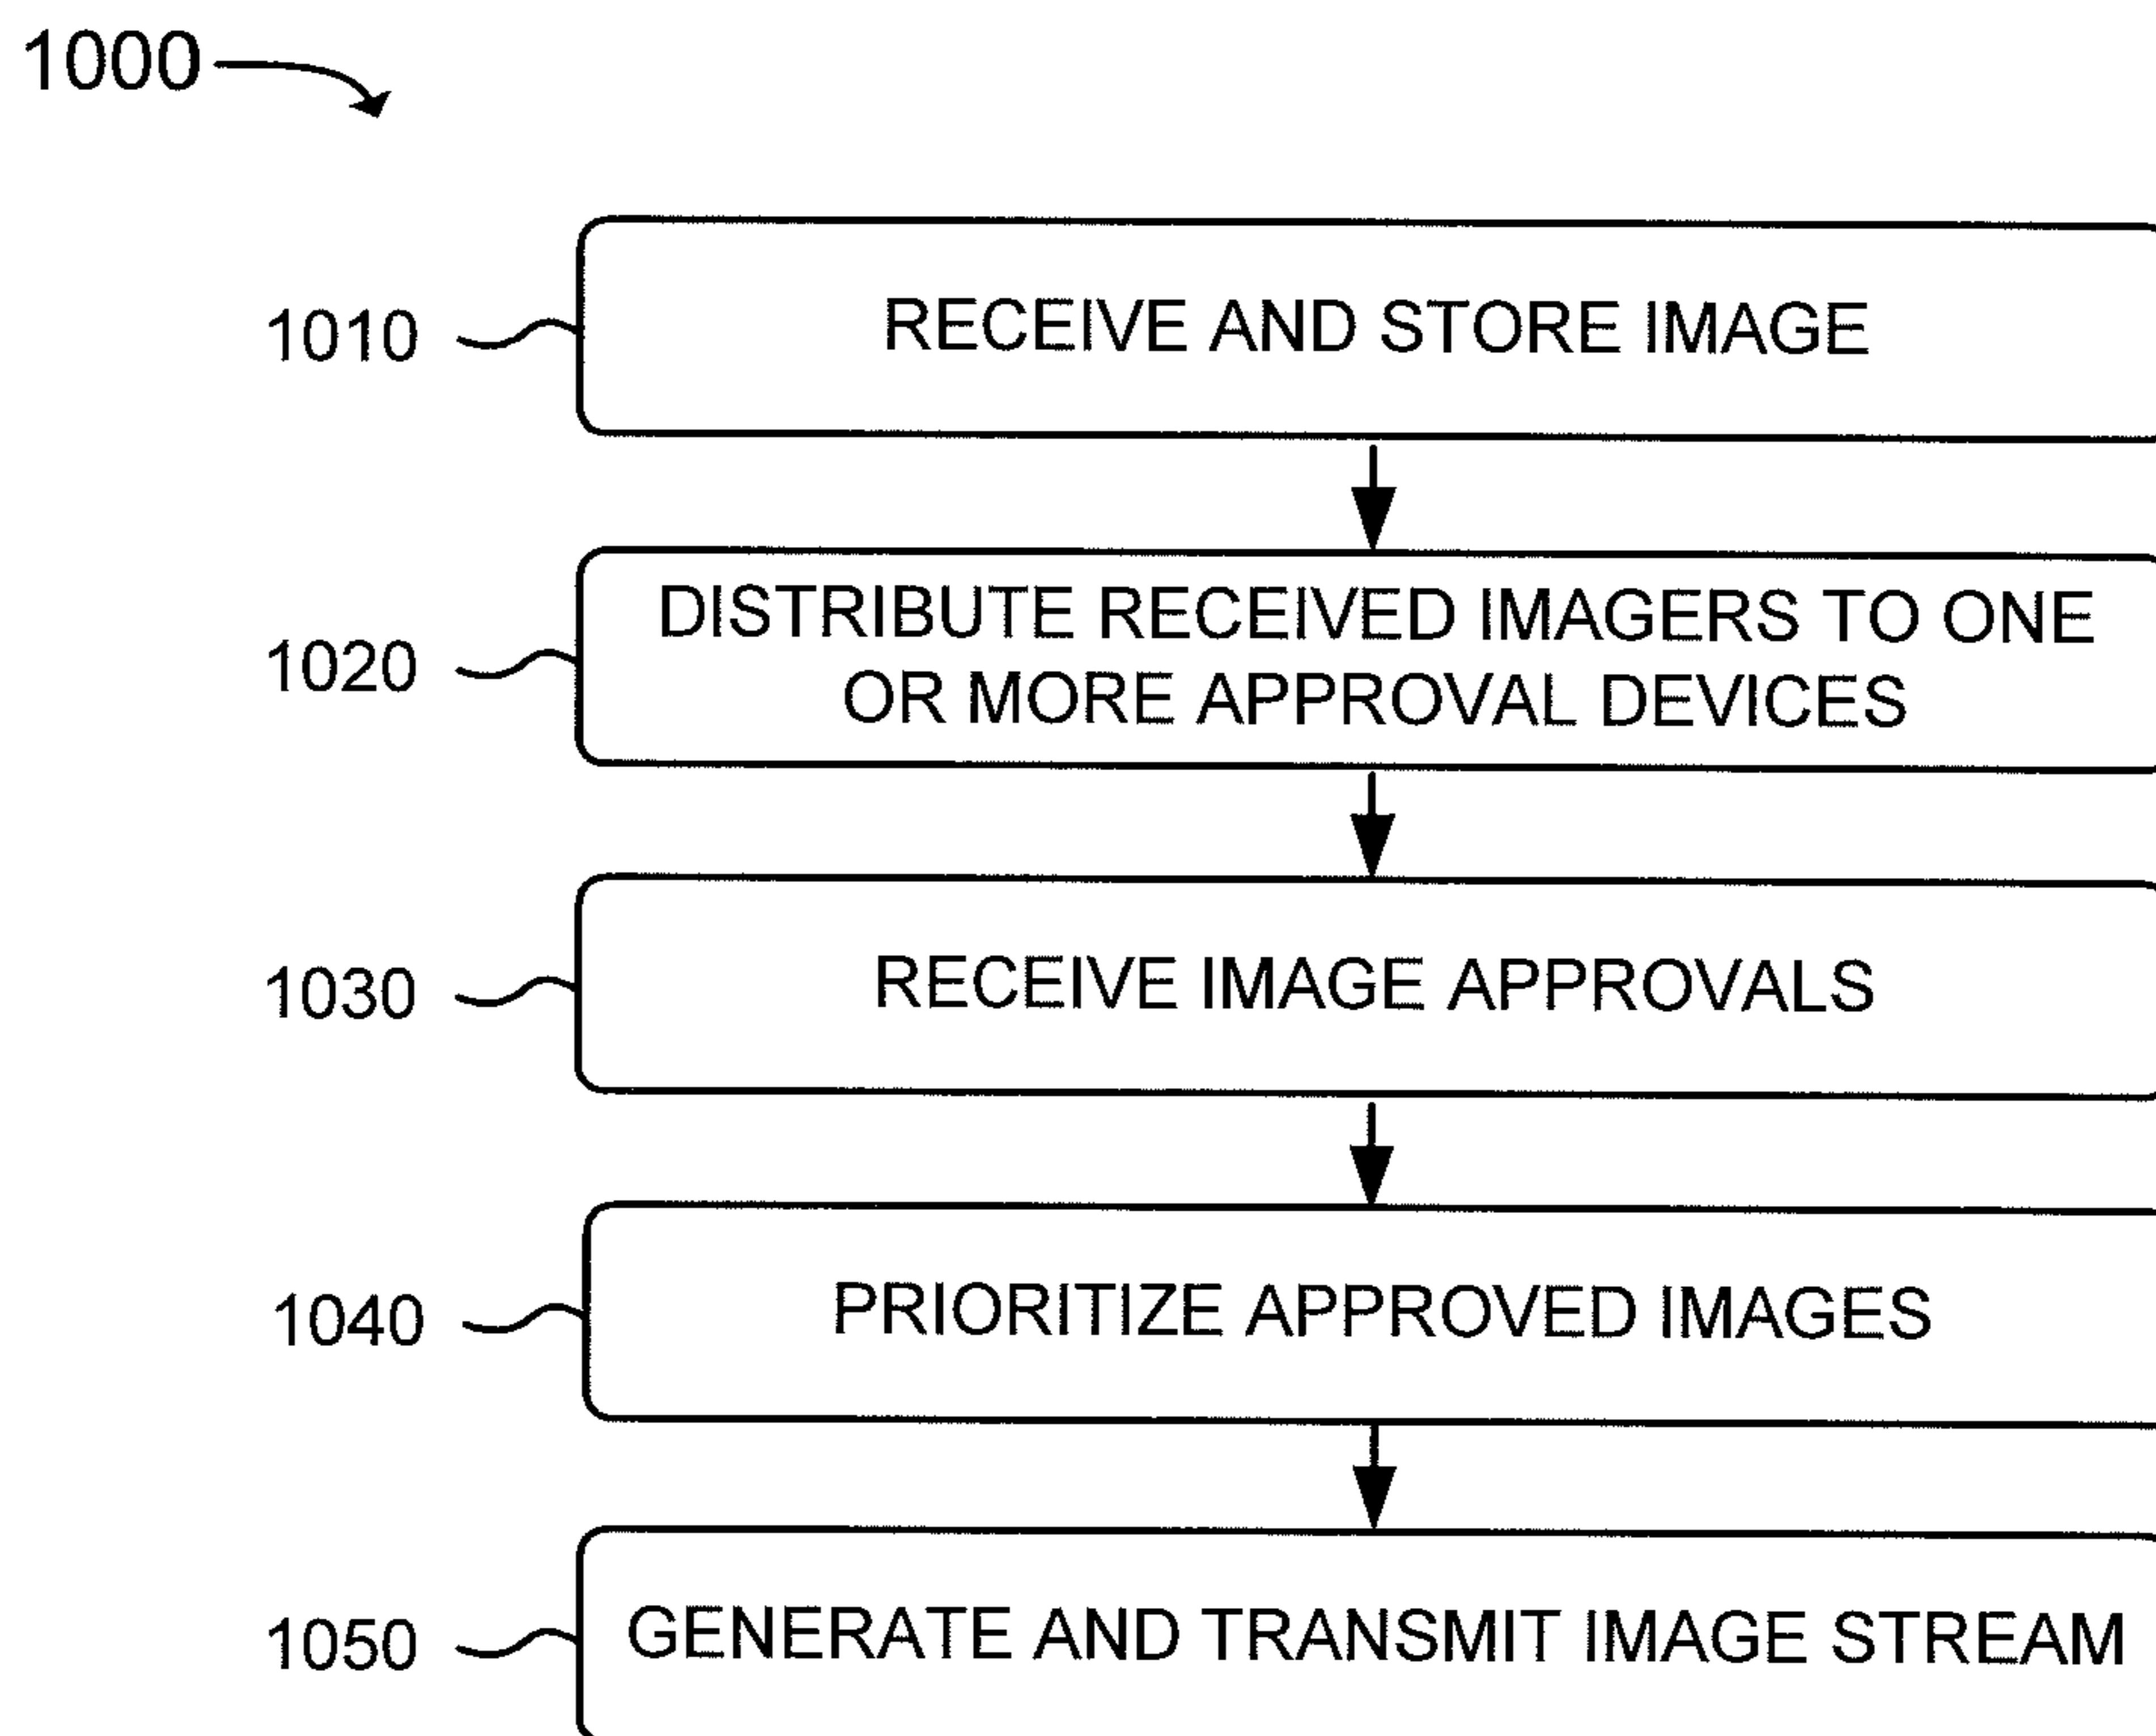 1000
1010
RECEIVE AND STORE IMAGE
1020
DISTRIBUTE RECEIVED IMAGERS TO ONE
OR MORE APPROVAL DEVICES
1030
RECEIVE IMAGE APPROVALS
1040
PRIORITIZE APPROVED IMAGES
1050
GENERATE AND TRANSMIT IMAGE STREAM